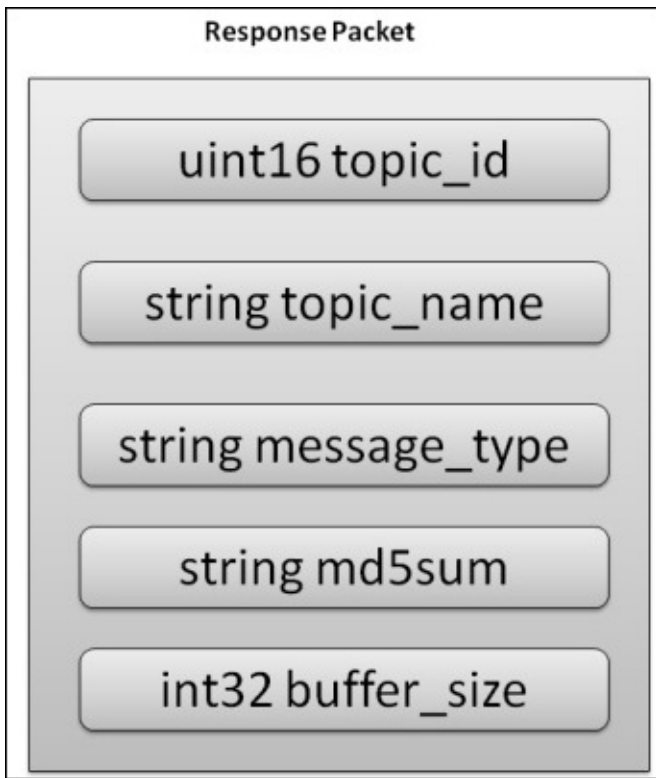 Response Packet
uint16 topic_id
string topic_name
string message_type
string md5sum
int32 buffer_size